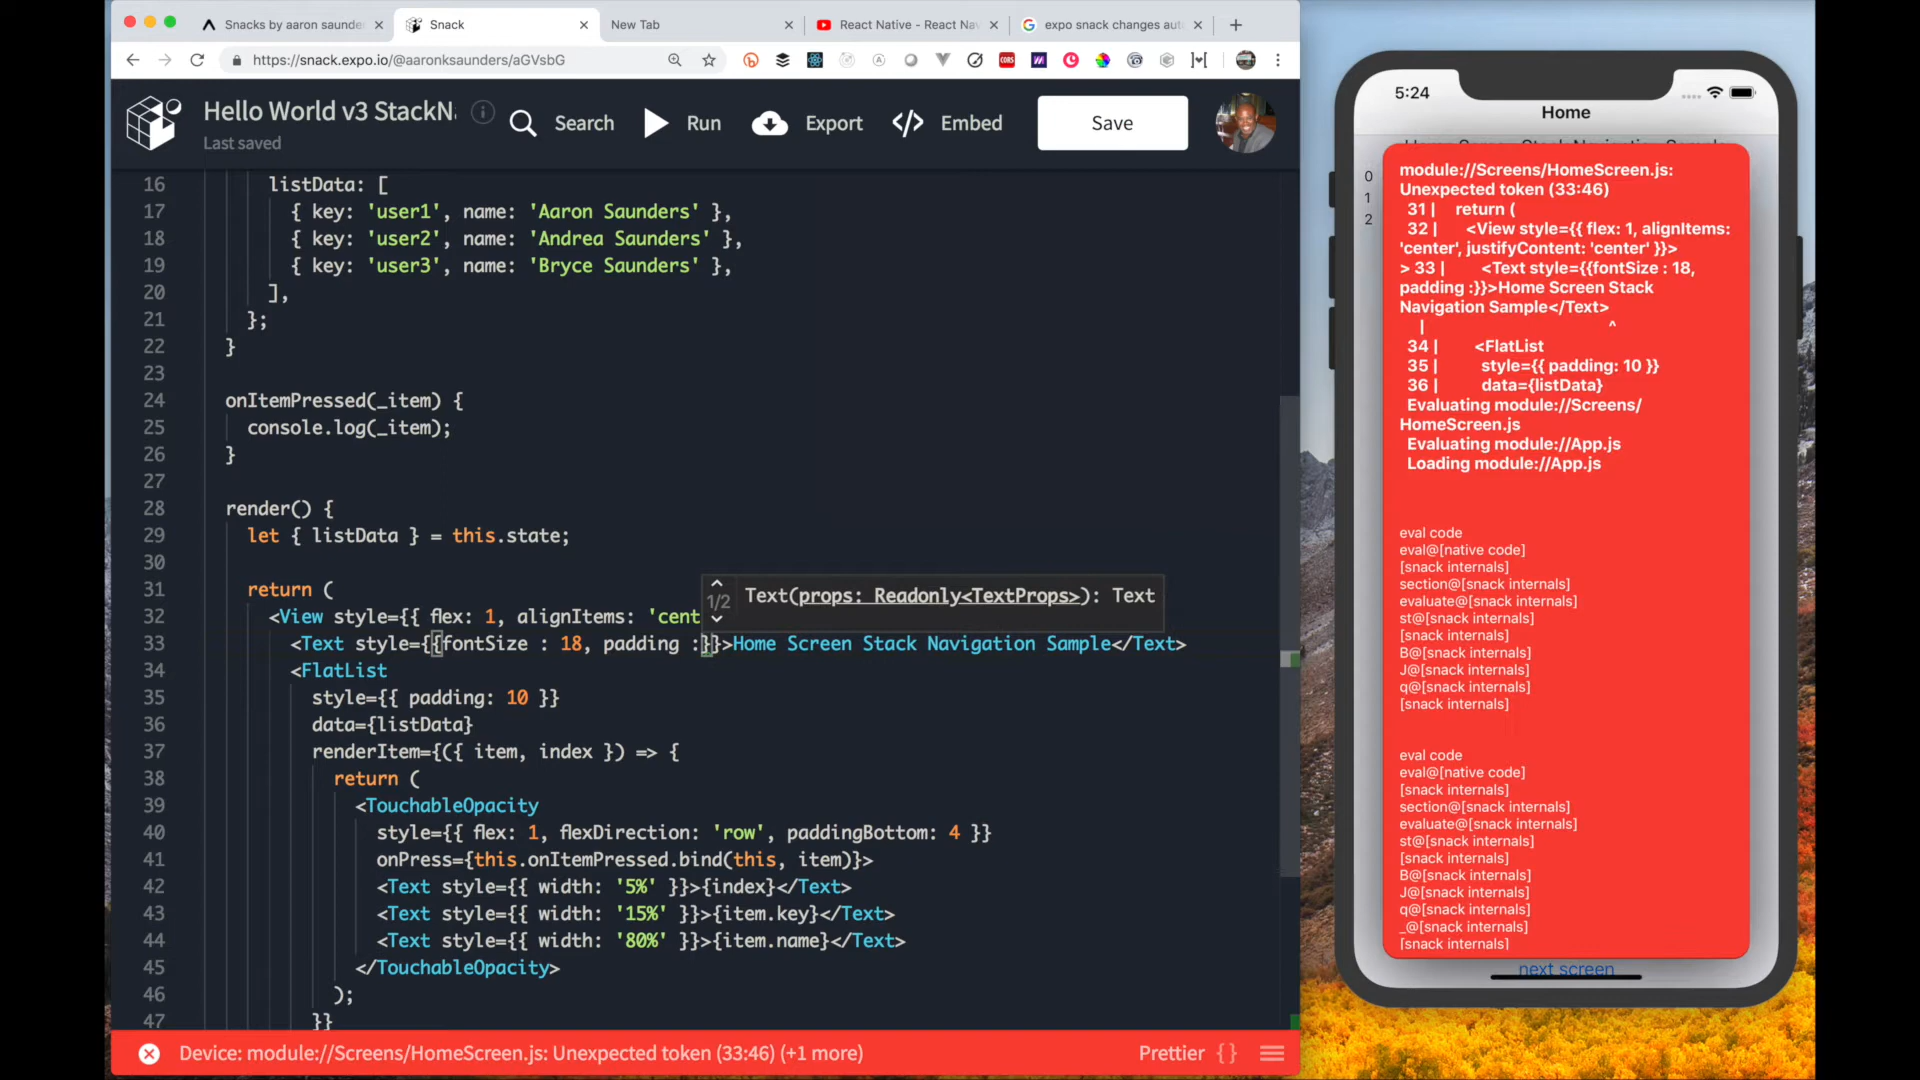 Snacks by aaron saunde
Snack
New Tab
React Native - React Na
expo snack changes aut
https://snack.expo.io/@aaronksaunders/aGVsbG
Hello World v3 StackN
Last saved
Search
Run
Export
Embed
Save
16 listData: [
17 { key: 'user1', name: 'Aaron Saunders' },
18 { key: 'user2', name: 'Andrea Saunders' },
19 { key: 'user3', name: 'Bryce Saunders' },
20 ],
21 };
22 }
23
24 onItemPressed(_item) {
25 console.log(_item);
26 }
27
28 render() {
29 let { listData } = this.state;
30
31 return (
1/2 Text(props: Readonly<TextProps>): Text
32 <View style={{ flex: 1, alignItems: 'cent
33 <Text style={{fontSize : 18, padding :}}>Home Screen Stack Navigation Sample</Text>
34 <FlatList
35 style={{ padding: 10 }}
36 data={listData}
37 renderItem={({ item, index }) => {
38 return (
39 <TouchableOpacity
40 style={{ flex: 1, flexDirection: 'row', paddingBottom: 4 }}
41 onPress={this.onItemPressed.bind(this, item)}>
42 <Text style={{ width: '5%' }}>{index}</Text>
43 <Text style={{ width: '15%' }}>{item.key}</Text>
44 <Text style={{ width: '80%' }}>{item.name}</Text>
45 </TouchableOpacity>
46 );
47 }}
Device: module://Screens/HomeScreen.js: Unexpected token (33:46) (+1 more)
Prettier {}
5:24
Home
0
1
2
module://Screens/HomeScreen.js:
Unexpected token (33:46)
31 | return (
32 | <View style={{ flex: 1, alignItems:
'center', justifyContent: 'center' }}>
> 33 | <Text style={{fontSize : 18,
padding :}}>Home Screen Stack
Navigation Sample</Text>
| ^
34 | <FlatList
35 | style={{ padding: 10 }}
36 | data={listData}
Evaluating module://Screens/
HomeScreen.js
Evaluating module://App.js
Loading module://App.js
eval code
eval@[native code]
[snack internals]
section@[snack internals]
evaluate@[snack internals]
st@[snack internals]
[snack internals]
B@[snack internals]
J@[snack internals]
q@[snack internals]
[snack internals]
eval code
eval@[native code]
[snack internals]
section@[snack internals]
evaluate@[snack internals]
st@[snack internals]
[snack internals]
B@[snack internals]
J@[snack internals]
q@[snack internals]
_@[snack internals]
[snack internals]
next screen